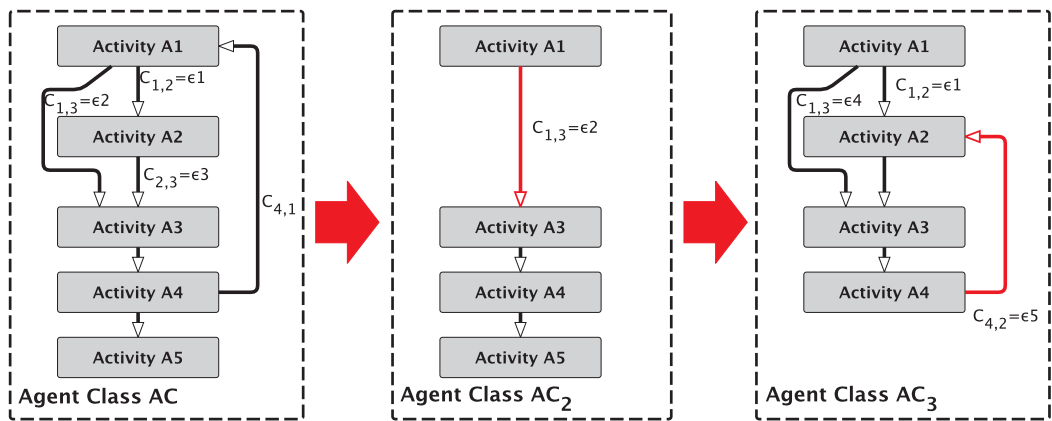 Activity A1
C1,2=ϵ1
C1,3=ϵ2
Activity A2
C2,3=ϵ3
C4,1
Activity A3
Activity A4
Activity A5
Agent Class AC
Activity A1
C1,3=ϵ2
Activity A3
Activity A4
Activity A5
Agent Class AC2
Activity A1
C1,2=ϵ1
C1,3=ϵ4
Activity A2
Activity A3
Activity A4
C4,2=ϵ5
Agent Class AC3